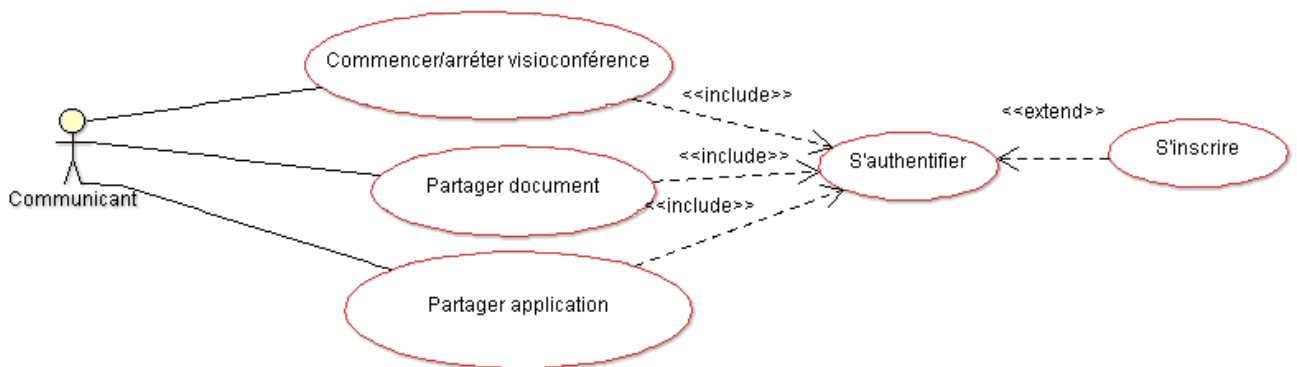 Commencer/arréter visioconférence
<<include>>
<<extend>>
<<include>>
S'authentifier
S'inscrire
Communicant
Partager document
<<include>>
Partager application